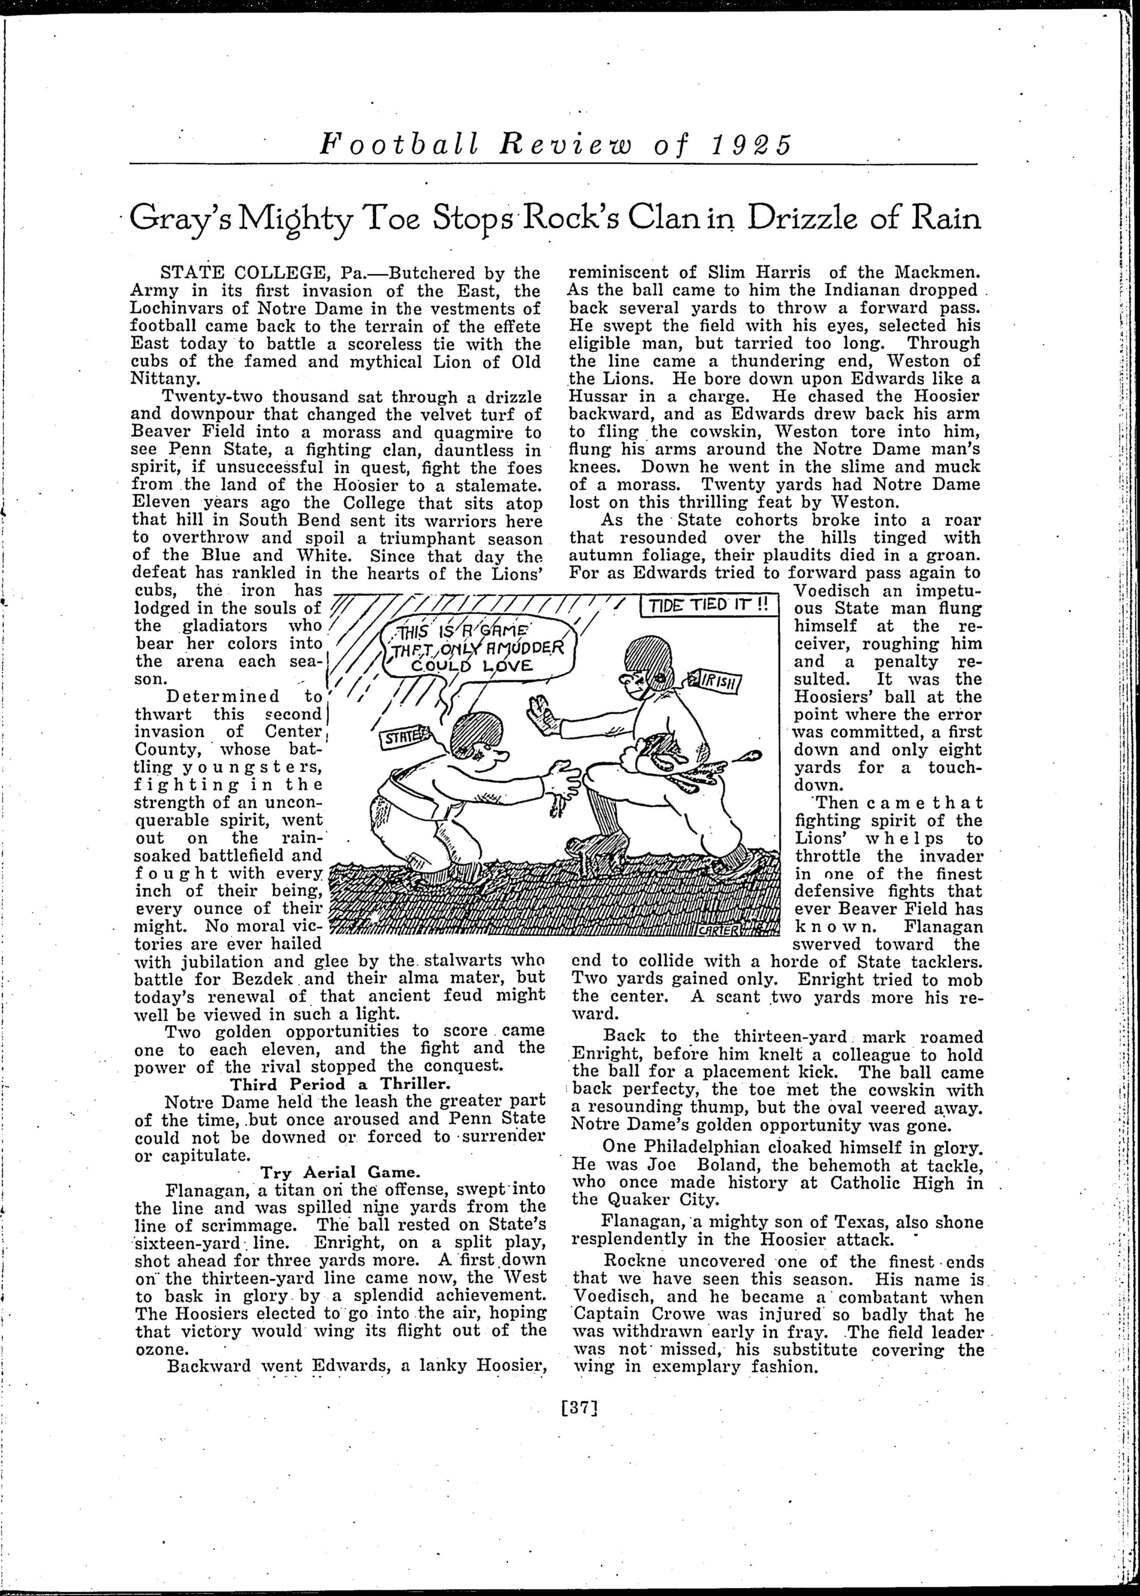 Football Review of 1925
Gray's Mighty Toe Stops Rock's Clan in Drizzle of Rain
STATE COLLEGE, Pa.—Butchered by the
Army in its first invasion of the East, the
Lochinvars of Notre Dame in the vestments of
football came back to the terrain of the effete
East today to battle a scoreless tie with the
cubs of the famed and mythical Lion of Old
Nittany.
Twenty-two thousand sat through a drizzle
and downpour that changed the velvet turf of
Beaver Field into a morass and quagmire to
see Penn State, a fighting clan, dauntless in
spirit, if unsuccessful in quest, fight the foes
from the land of the Hoosier to a stalemate.
Eleven years ago the College that sits atop
that hill in South Bend sent its warriors here
to overthrow and spoil a triumphant season
of the Blue and White. Since that day the
defeat has rankled in the hearts of the Lions'
cubs, the iron has
lodged in the souls of
the gladiators who
bear her colors into
the arena each sea-
son.
Determined to
thwart this second
invasion of Center
County, whose bat-
tling youngsters,
fighting in the
strength of an uncon-
querable spirit, went
out on the rain-
soaked battlefield and
fought with every
inch of their being,
every ounce of their
might. No moral vic-
tories are ever hailed
with jubilation and glee by the stalwarts who
battle for Bezdek and their alma mater, but
today's renewal of that ancient feud might
well be viewed in such a light.
Two golden opportunities to score came
one to each eleven, and the fight and the
power of the rival stopped the conquest.
Third Period a Thriller.
Notre Dame held the leash the greater part
of the time, but once aroused and Penn State
could not be downed or forced to surrender
or capitulate.
Try Aerial Game.
Flanagan, a titan on the offense, swept into
the line and was spilled nine yards from the
line of scrimmage. The ball rested on State's
sixteen-yard line. Enright, on a split play,
shot ahead for three yards more. A first down
on the thirteen-yard line came now, the West
to bask in glory by a splendid achievement.
The Hoosiers elected to go into the air, hoping
that victory would wing its flight out of the
ozone.
Backward went Edwards, a lanky Hoosier,
TIDE TIED IT !!
THIS IS A GAME
THAT ONLY A MUDDER
COULD LOVE
STATE
IRISH
CARTER
reminiscent of Slim Harris of the Mackmen.
As the ball came to him the Indianan dropped
back several yards to throw a forward pass.
He swept the field with his eyes, selected his
eligible man, but tarried too long. Through
the line came a thundering end, Weston of
the Lions. He bore down upon Edwards like a
Hussar in a charge. He chased the Hoosier
backward, and as Edwards drew back his arm
to fling the cowskin, Weston tore into him,
flung his arms around the Notre Dame man's
knees. Down he went in the slime and muck
of a morass. Twenty yards had Notre Dame
lost on this thrilling feat by Weston.
As the State cohorts broke into a roar
that resounded over the hills tinged with
autumn foliage, their plaudits died in a groan.
For as Edwards tried to forward pass again to
Voedisch an impetu-
ous State man flung
himself at the re-
ceiver, roughing him
and a penalty re-
sulted. It was the
Hoosiers' ball at the
point where the error
was committed, a first
down and only eight
yards for a touch-
down.
Then came that
fighting spirit of the
Lions' whelps to
throttle the invader
in one of the finest
defensive fights that
ever Beaver Field has
known. Flanagan
swerved toward the
end to collide with a horde of State tacklers.
Two yards gained only. Enright tried to mob
the center. A scant two yards more his re-
ward.
Back to the thirteen-yard mark roamed
Enright, before him knelt a colleague to hold
the ball for a placement kick. The ball came
back perfecty, the toe met the cowskin with
a resounding thump, but the oval veered away.
Notre Dame's golden opportunity was gone.
One Philadelphian cloaked himself in glory.
He was Joe Boland, the behemoth at tackle,
who once made history at Catholic High in
the Quaker City.
Flanagan, a mighty son of Texas, also shone
resplendently in the Hoosier attack.
Rockne uncovered one of the finest ends
that we have seen this season. His name is
Voedisch, and he became a combatant when
Captain Crowe was injured so badly that he
was withdrawn early in fray. The field leader
was not missed, his substitute covering the
wing in exemplary fashion.
[37]